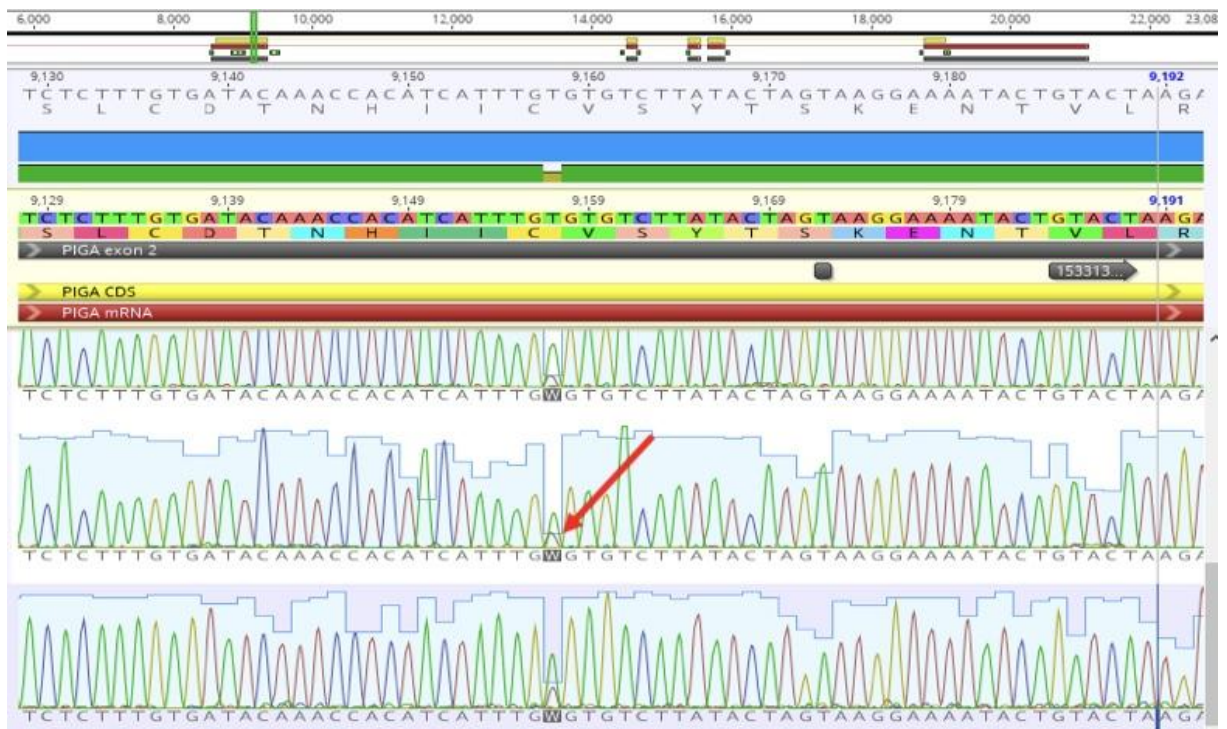 6,000 8,000 10,000 12,000 14,000 16,000 18,000 20,000 22,000 23.08
9,130 9,140 9,150 9,160 9,170 9,180 9,192
TCTCTTTGTGATACAAACCACATCATTTGTGTGTCTTATACTAGTAAGGAAAATACTGTACTAAGA
S L C D T N H I I C V S Y T S K E N T V L R
9,129 9,139 9,149 9,159 9,169 9,179 9,191
TCTCTTTGTGATACAAACCACATCATTTGTGTGTCTTATACTAGTAAGGAAAATACTGTACTAAGA
S L C D T N H I I C V S Y T S K E N T V L R
PIGA exon 2
153313...
PIGA CDS
PIGA mRNA
TCTCTTTGTGATACAAACCACATCATTTGWGTGTCTTATACTAGTAAGGAAAATACTGTACTAAGA
TCTCTTTGTGATACAAACCACATCATTTGWGTGTCTTATACTAGTAAGGAAAATACTGTACTAAGA
TCTCTTTGTGATACAAACCACATCATTTGWGTGTCTTATACTAGTAAGGAAAATACTGTACTAAGA